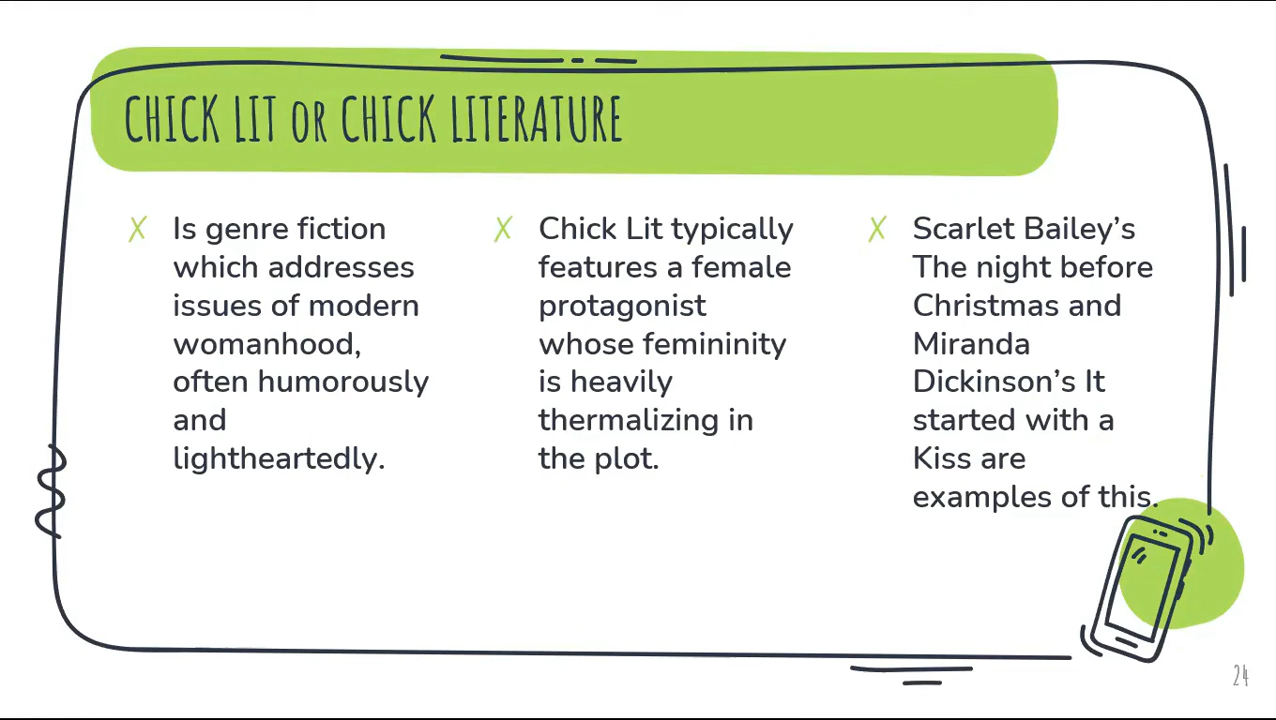 CHICK LIT OR CHICK LITERATURE
X Is genre fiction
which addresses
issues of modern
womanhood,
often humorously
and
lightheartedly.
X Chick Lit typically
features a female
protagonist
whose femininity
is heavily
thermalizing in
the plot.
X Scarlet Bailey’s
The night before
Christmas and
Miranda
Dickinson’s It
started with a
Kiss are
examples of this.
24